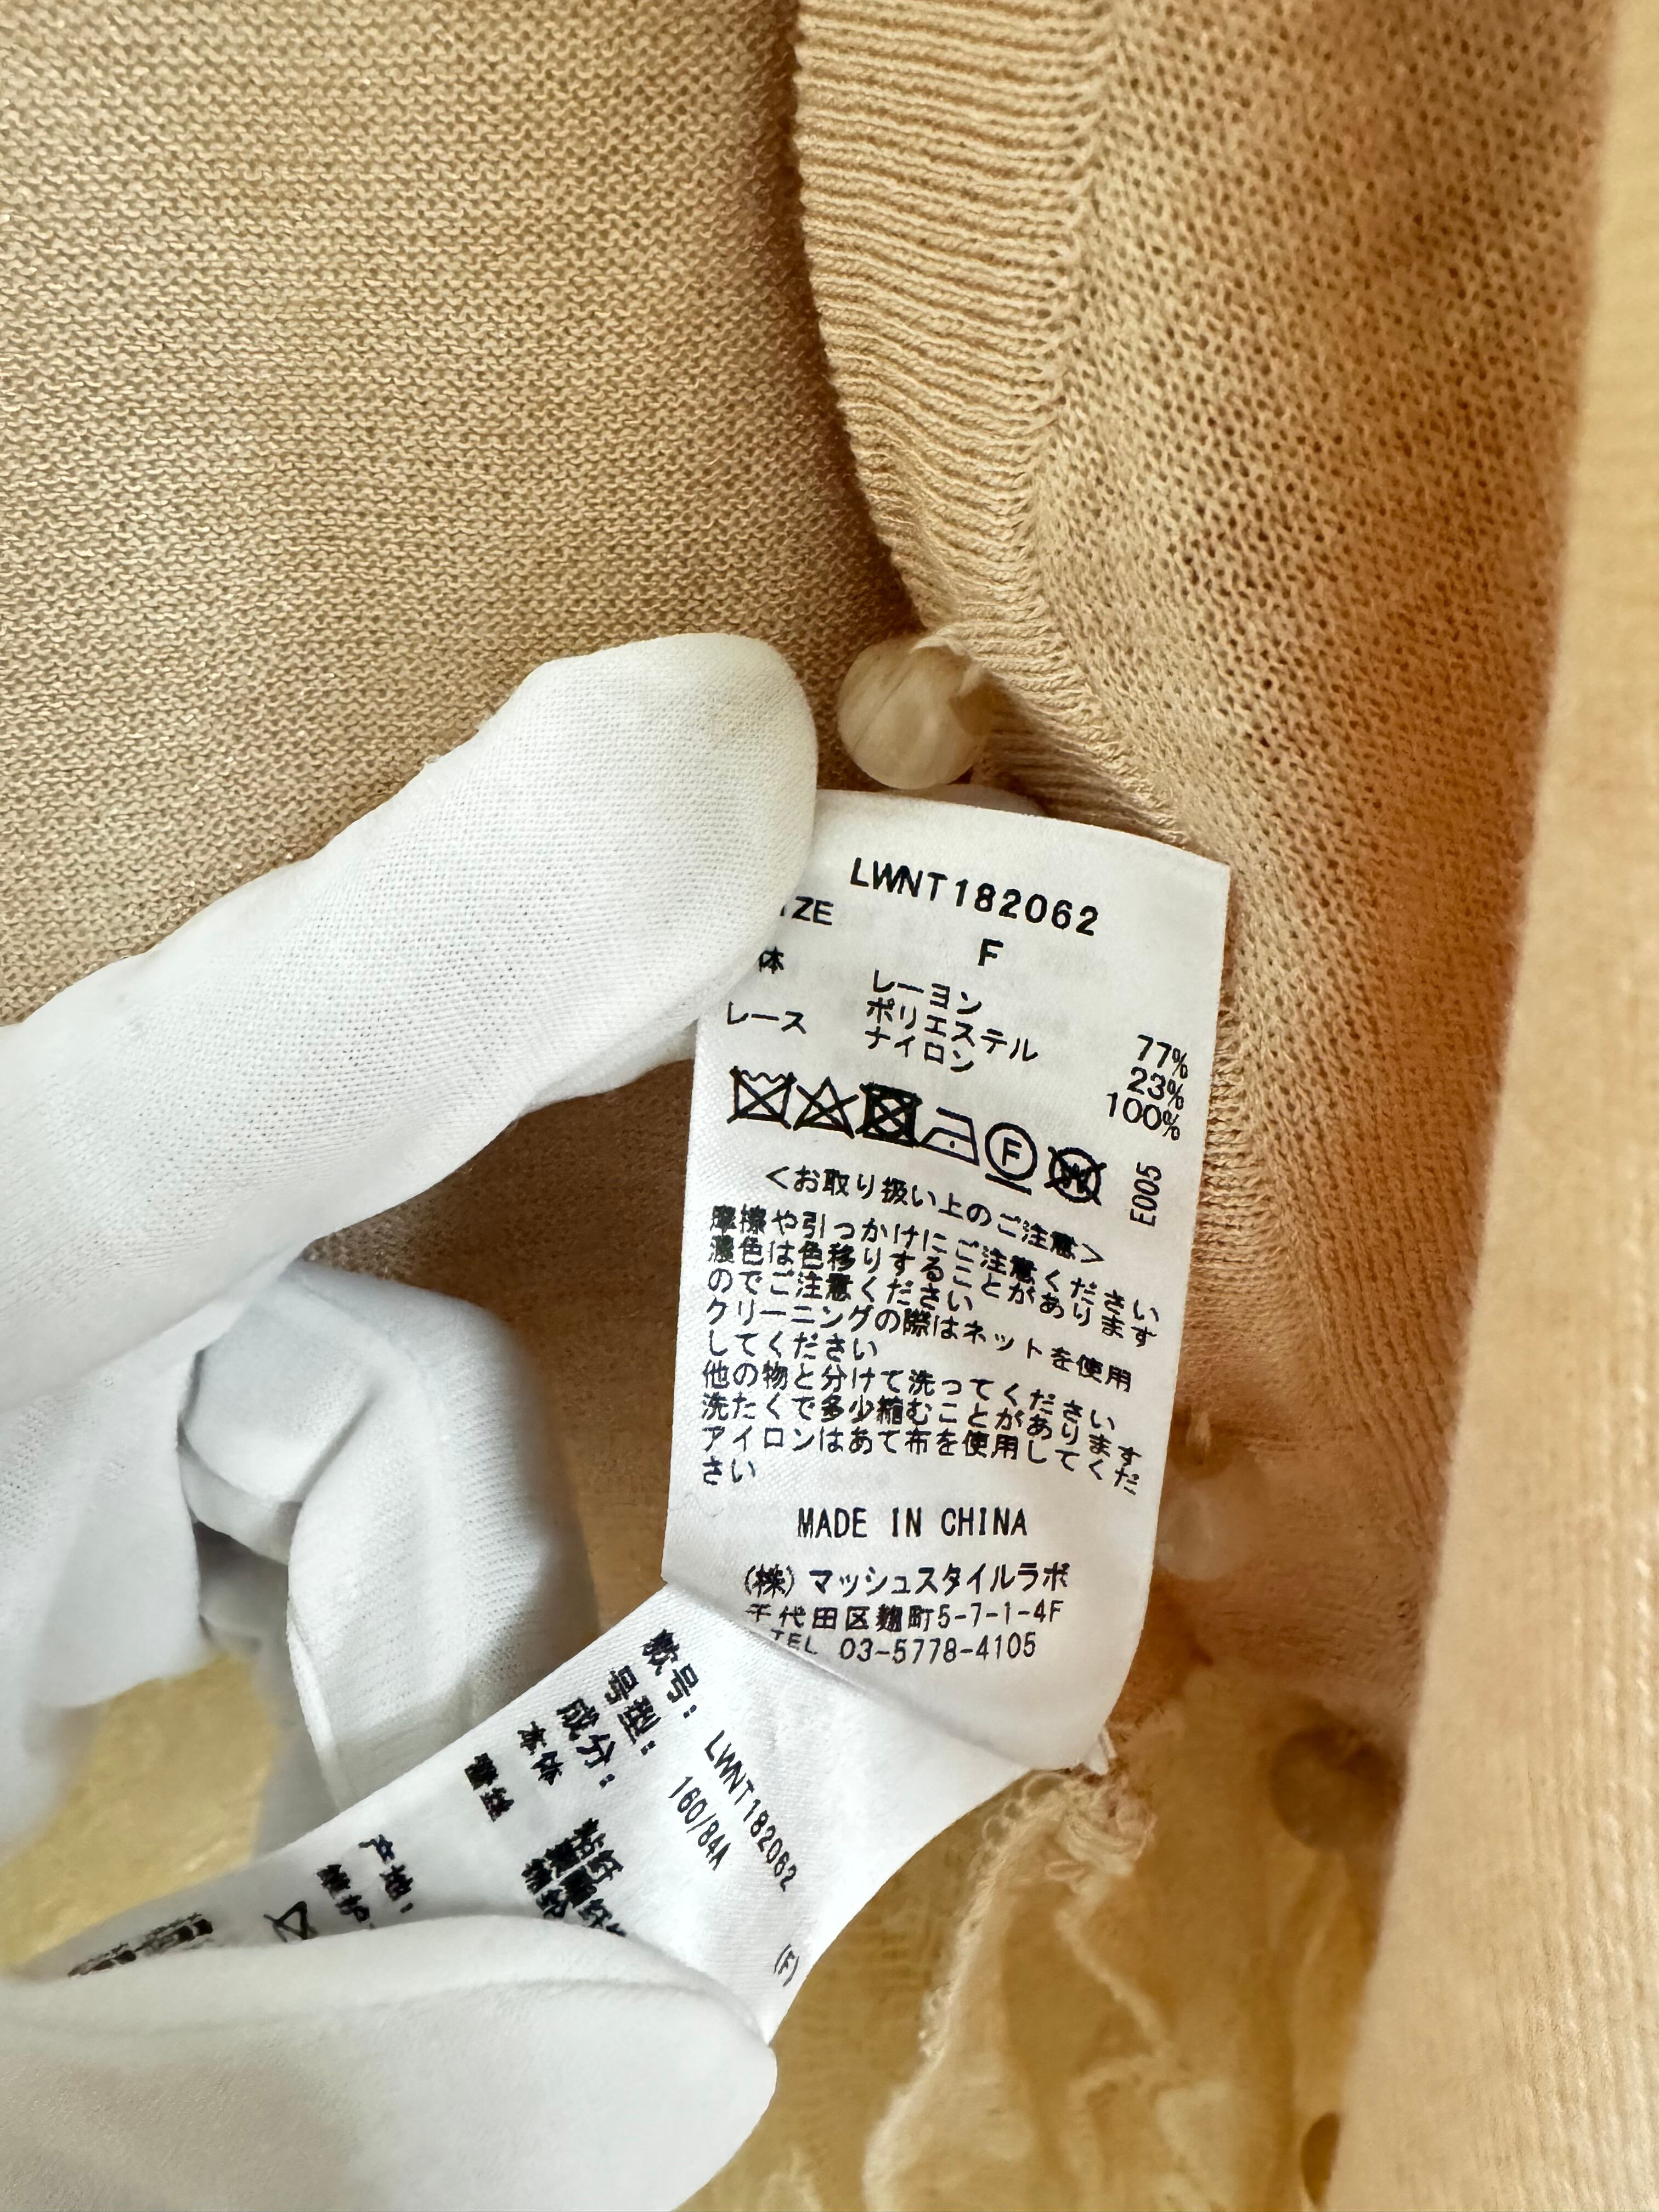 LWNT182062
IZE F
体 レーヨン 77%
ポリエステル 23%
レース ナイロン 100%
F
W
E005
<お取り扱い上のご注意>
摩擦や引っかけにご注意ください
濃色は色移りすることがあります
のでご注意ください
クリーニングの際はネットを使用
してください
他の物と分けて洗ってください
洗たくで多少縮むことがあります
アイロンはあて布を使用してくだ
さい
MADE IN CHINA
(株)マッシュスタイルラボ
千代田区麹町5-7-1-4F
TEL 03-5778-4105
款号: LWNT182062
号型: 160/84A (F)
成分:
本体
产地: